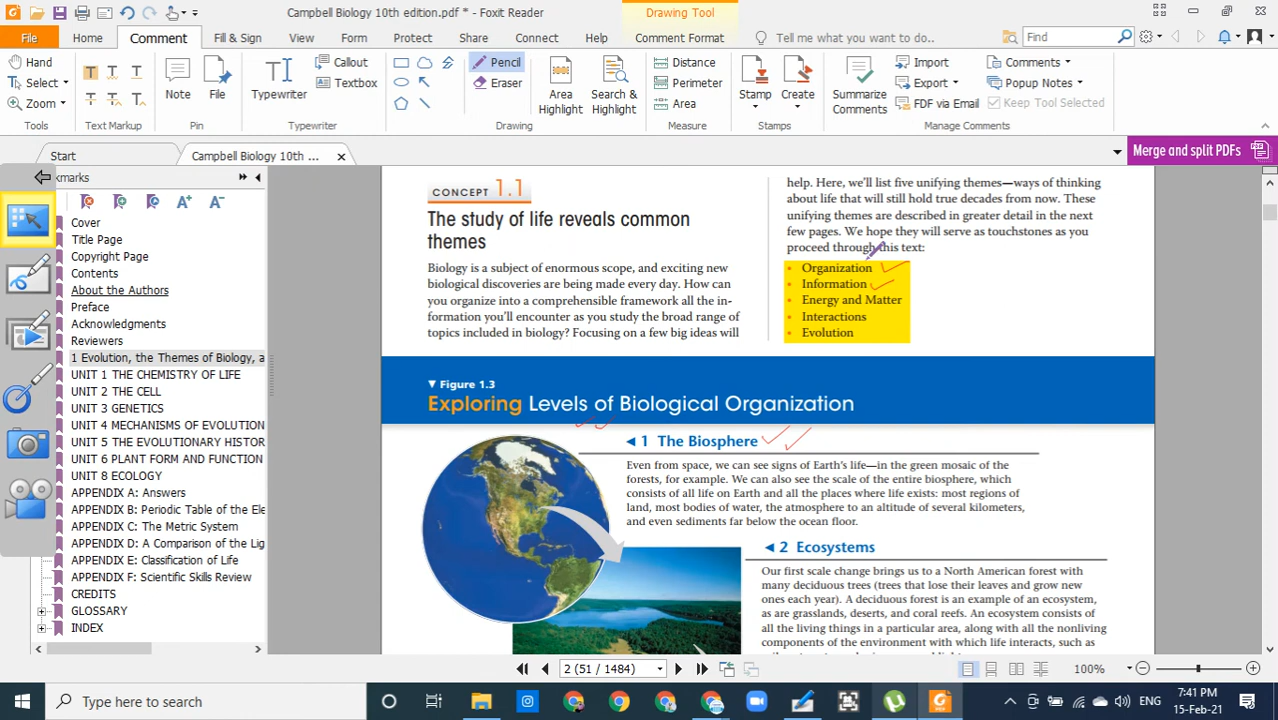 Campbell Biology 10th edition.pdf * - Foxit Reader
Drawing Tool
File
Home
Comment
Fill & Sign
View
Form
Protect
Share
Connect
Help
Comment Format
Tell me what you want to do..
Find
Hand
Select
Zoom
Tools
T
T
T
T
T
T
Text Markup
Note
File
Pin
Typewriter
Callout
Textbox
Typewriter
Pencil
Eraser
Drawing
Area
Highlight
Search &
Highlight
Distance
Perimeter
Area
Measure
Stamp
Create
Stamps
Summarize
Comments
Import
Export
FDF via Email
Comments
Popup Notes
Keep Tool Selected
Manage Comments
Start
Campbell Biology 10th ...
Merge and split PDFs
kmarks
Cover
Title Page
Copyright Page
Contents
About the Authors
Preface
Acknowledgments
Reviewers
1 Evolution, the Themes of Biology, a
UNIT 1 THE CHEMISTRY OF LIFE
UNIT 2 THE CELL
UNIT 3 GENETICS
UNIT 4 MECHANISMS OF EVOLUTION
UNIT 5 THE EVOLUTIONARY HISTOR
UNIT 6 PLANT FORM AND FUNCTION
UNIT 8 ECOLOGY
APPENDIX A: Answers
APPENDIX B: Periodic Table of the Ele
APPENDIX C: The Metric System
APPENDIX D: A Comparison of the Lig
APPENDIX E: Classification of Life
APPENDIX F: Scientific Skills Review
CREDITS
GLOSSARY
INDEX
CONCEPT 1.1
The study of life reveals common
themes
Biology is a subject of enormous scope, and exciting new
biological discoveries are being made every day. How can
you organize into a comprehensible framework all the in-
formation you'll encounter as you study the broad range of
topics included in biology? Focusing on a few big ideas will
help. Here, we'll list five unifying themes—ways of thinking
about life that will still hold true decades from now. These
unifying themes are described in greater detail in the next
few pages. We hope they will serve as touchstones as you
proceed through this text:
• Organization
• Information
• Energy and Matter
• Interactions
• Evolution
▼ Figure 1.3
Exploring Levels of Biological Organization
◀ 1 The Biosphere
Even from space, we can see signs of Earth's life—in the green mosaic of the
forests, for example. We can also see the scale of the entire biosphere, which
consists of all life on Earth and all the places where life exists: most regions of
land, most bodies of water, the atmosphere to an altitude of several kilometers,
and even sediments far below the ocean floor.
◀ 2 Ecosystems
Our first scale change brings us to a North American forest with
many deciduous trees (trees that lose their leaves and grow new
ones each year). A deciduous forest is an example of an ecosystem,
as are grasslands, deserts, and coral reefs. An ecosystem consists of
all the living things in a particular area, along with all the nonliving
components of the environment with which life interacts, such as
2 (51 / 1484)
100%
Type here to search
ENG
7:41 PM
15-Feb-21